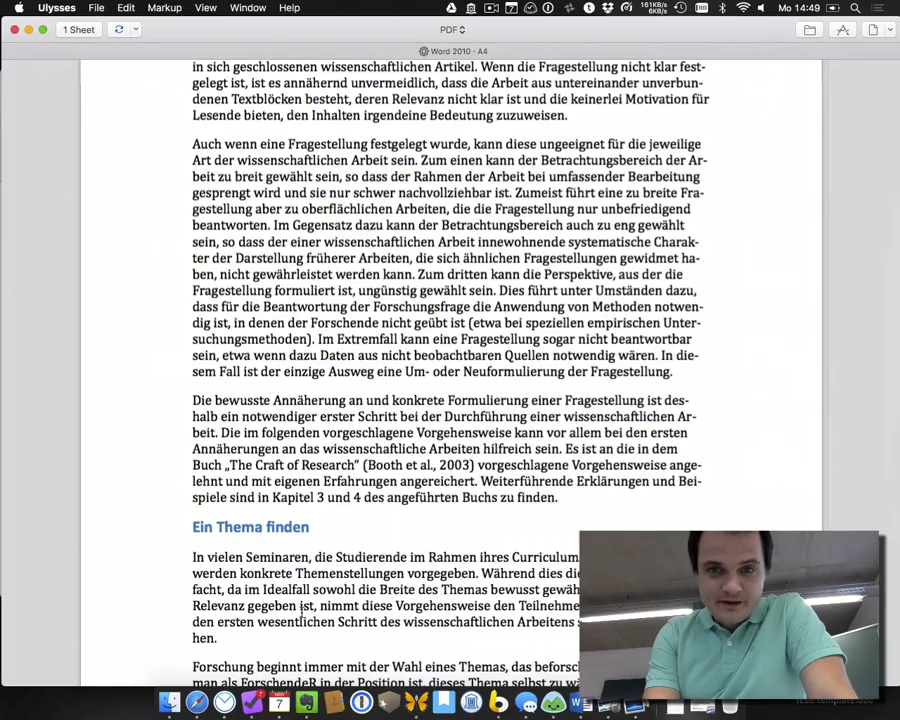 Ulysses File Edit Markup View Window Help 161KB/s 6KB/s Mo 14:49
1 Sheet PDF
Word 2010 · A4
in sich geschlossenen wissenschaftlichen Artikel. Wenn die Fragestellung nicht klar fest-
gelegt ist, ist es annähernd unvermeidlich, dass die Arbeit aus untereinander unverbun-
denen Textblöcken besteht, deren Relevanz nicht klar ist und die keinerlei Motivation für
Lesende bieten, den Inhalten irgendeine Bedeutung zuzuweisen.
Auch wenn eine Fragestellung festgelegt wurde, kann diese ungeeignet für die jeweilige
Art der wissenschaftlichen Arbeit sein. Zum einen kann der Betrachtungsbereich der Ar-
beit zu breit gewählt sein, so dass der Rahmen der Arbeit bei umfassender Bearbeitung
gesprengt wird und sie nur schwer nachvollziehbar ist. Zumeist führt eine zu breite Fra-
gestellung aber zu oberflächlichen Arbeiten, die die Fragestellung nur unbefriedigend
beantworten. Im Gegensatz dazu kann der Betrachtungsbereich auch zu eng gewählt
sein, so dass der einer wissenschaftlichen Arbeit innewohnende systematische Charak-
ter der Darstellung früherer Arbeiten, die sich ähnlichen Fragestellungen gewidmet ha-
ben, nicht gewährleistet werden kann. Zum dritten kann die Perspektive, aus der die
Fragestellung formuliert ist, ungünstig gewählt sein. Dies führt unter Umständen dazu,
dass für die Beantwortung der Forschungsfrage die Anwendung von Methoden notwen-
dig ist, in denen der Forschende nicht geübt ist (etwa bei speziellen empirischen Unter-
suchungsmethoden). Im Extremfall kann eine Fragestellung sogar nicht beantwortbar
sein, etwa wenn dazu Daten aus nicht beobachtbaren Quellen notwendig wären. In die-
sem Fall ist der einzige Ausweg eine Um- oder Neuformulierung der Fragestellung.
Die bewusste Annäherung an und konkrete Formulierung einer Fragestellung ist des-
halb ein notwendiger erster Schritt bei der Durchführung einer wissenschaftlichen Ar-
beit. Die im folgenden vorgeschlagene Vorgehensweise kann vor allem bei den ersten
Annäherungen an das wissenschaftliche Arbeiten hilfreich sein. Es ist an die in dem
Buch „The Craft of Research“ (Booth et al., 2003) vorgeschlagene Vorgehensweise ange-
lehnt und mit eigenen Erfahrungen angereichert. Weiterführende Erklärungen und Bei-
spiele sind in Kapitel 3 und 4 des angeführten Buchs zu finden.
Ein Thema finden
In vielen Seminaren, die Studierende im Rahmen ihres Curriculum
werden konkrete Themenstellungen vorgegeben. Während dies di
facht, da im Idealfall sowohl die Breite des Themas bewusst gewäh
Relevanz gegeben ist, nimmt diese Vorgehensweise den Teilnehme
den ersten wesentlichen Schritt des wissenschaftlichen Arbeitens s
hen.
Forschung beginnt immer mit der Wahl eines Themas, das beforsc
man als ForschendeR in der Position ist, dieses Thema selbst zu wä
IEEE template.doc